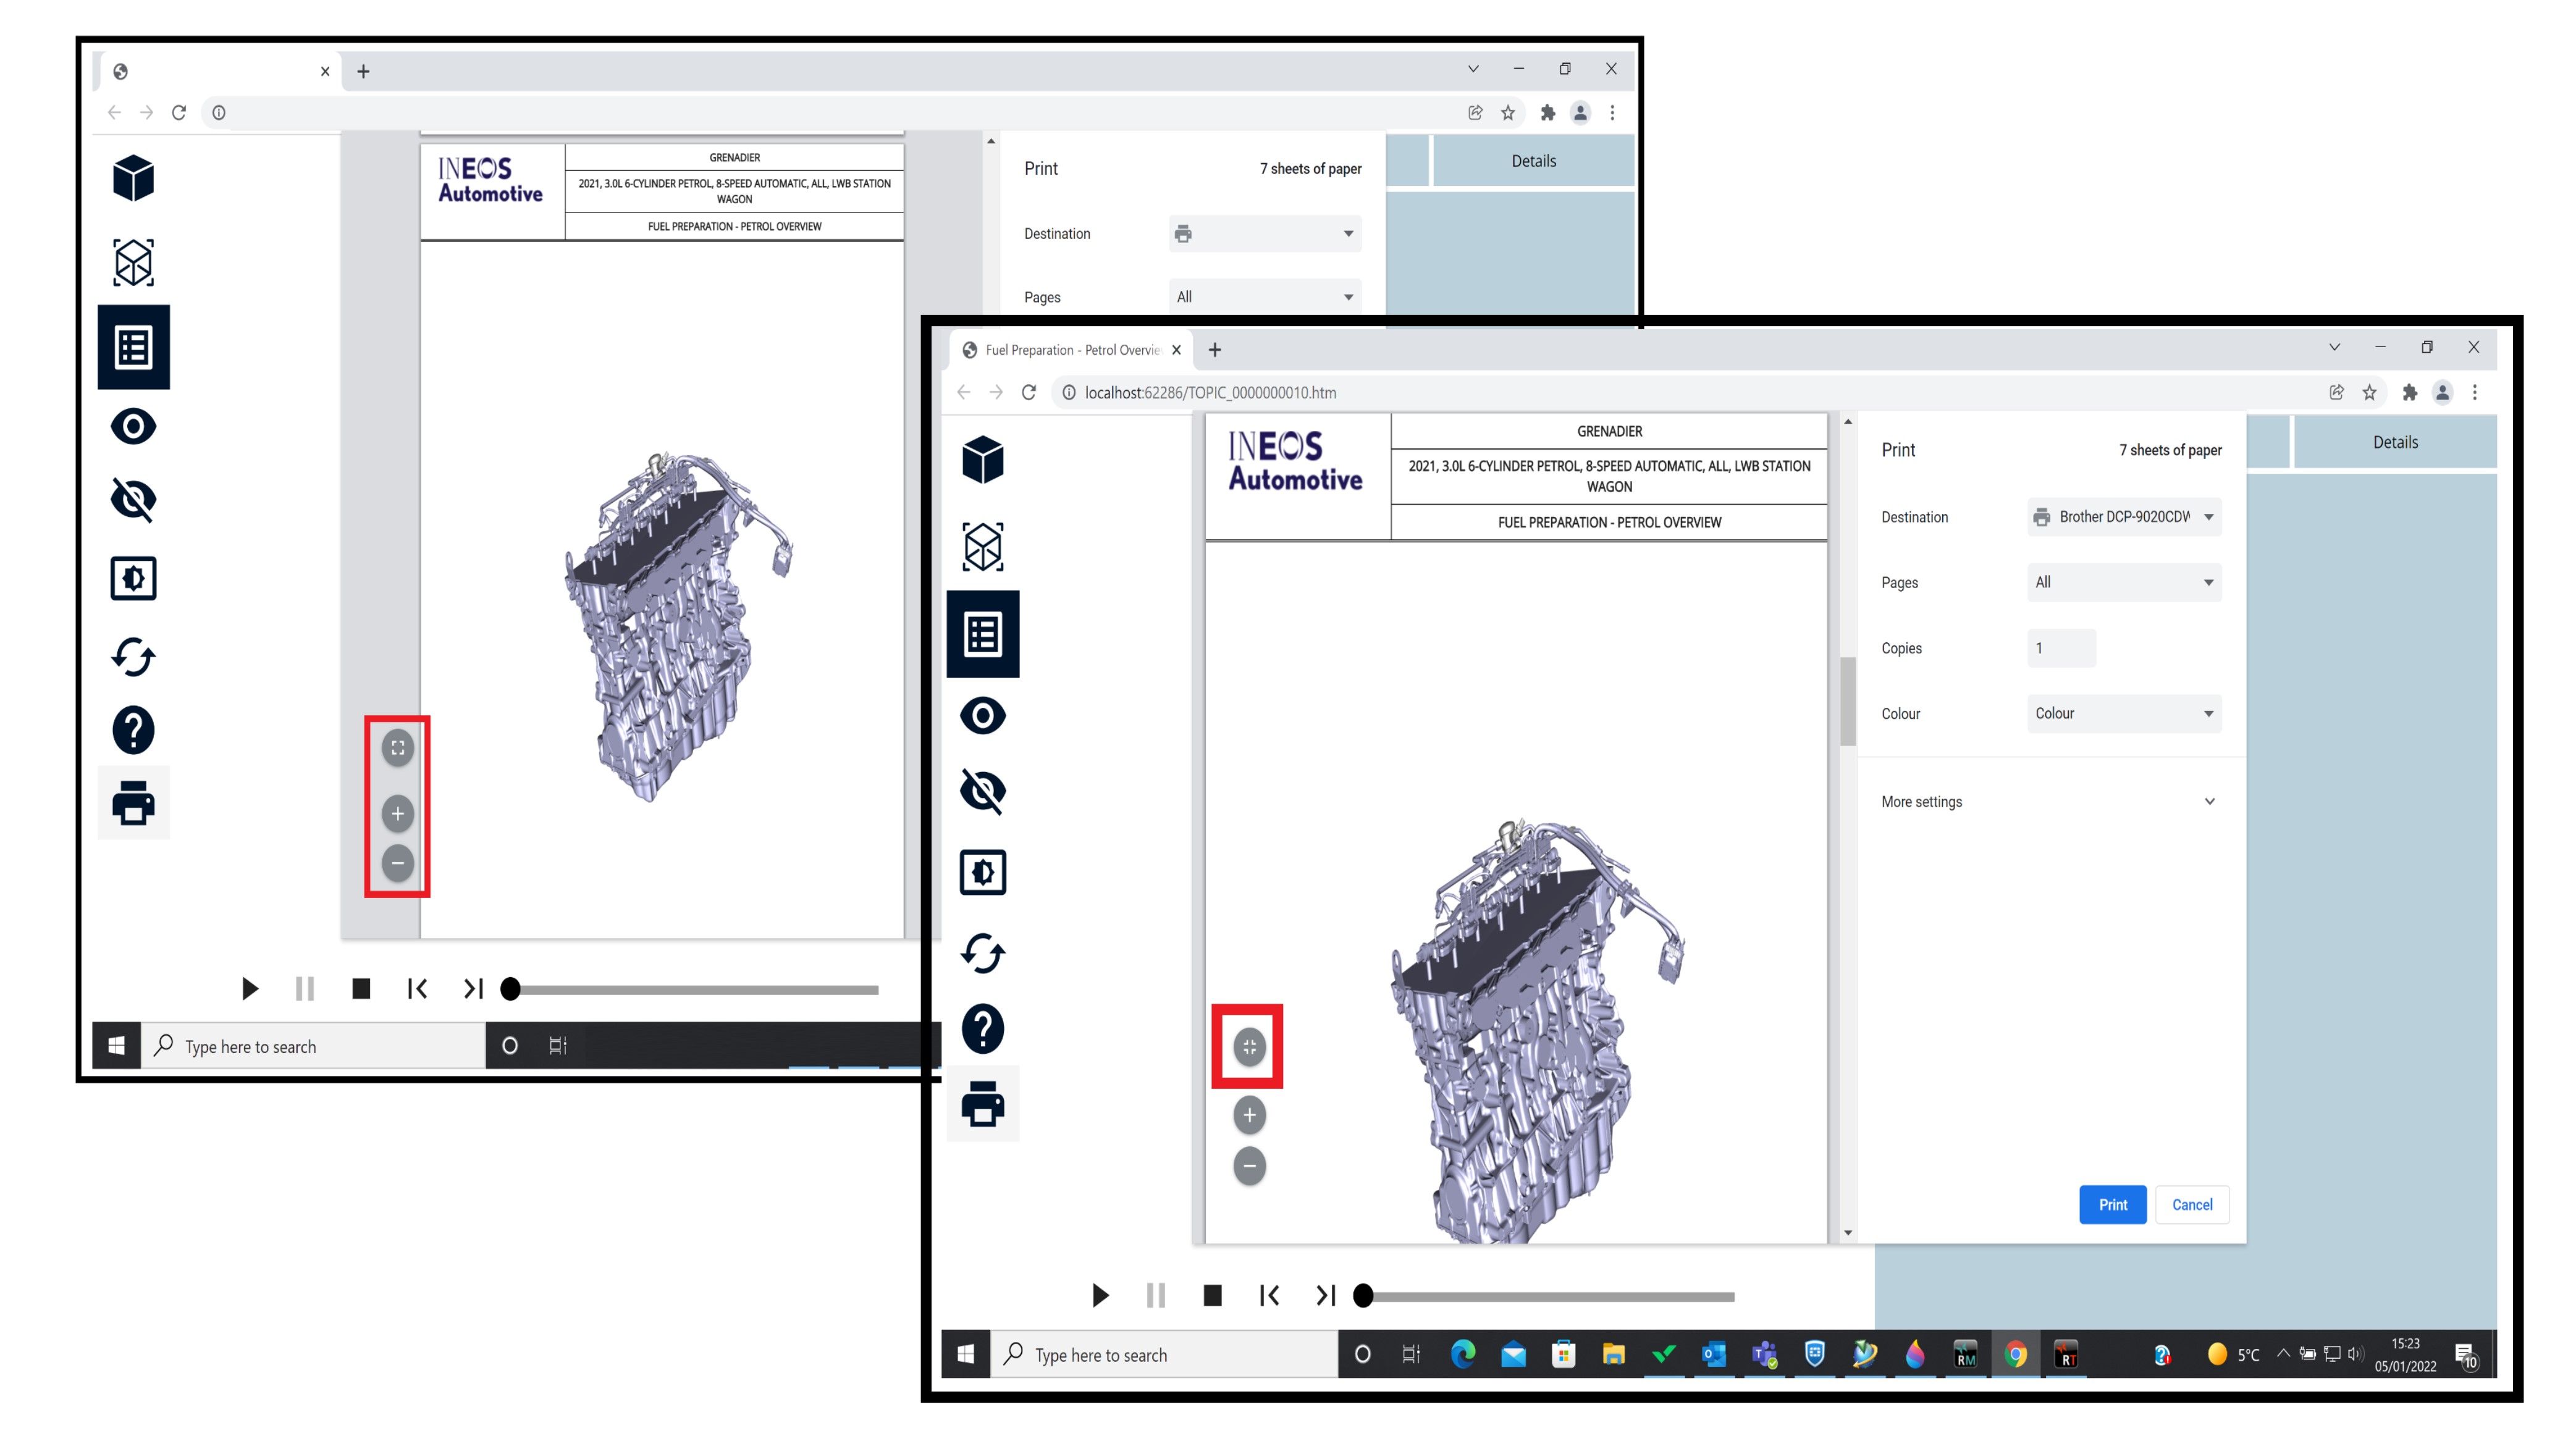 INEOS
Automotive
GRENADIER
2021, 3.0L 6-CYLINDER PETROL, 8-SPEED AUTOMATIC, ALL, LWB STATION
WAGON
FUEL PREPARATION - PETROL OVERVIEW
Print
7 sheets of paper
Details
Destination
Pages
All
Type here to search
Fuel Preparation - Petrol Overvie
localhost:62286/TOPIC_0000000010.htm
INEOS
Automotive
GRENADIER
2021, 3.0L 6-CYLINDER PETROL, 8-SPEED AUTOMATIC, ALL, LWB STATION
WAGON
FUEL PREPARATION - PETROL OVERVIEW
Print
7 sheets of paper
Details
Destination
Brother DCP-9020CDW
Pages
All
Copies
1
Colour
Colour
More settings
Print
Cancel
Type here to search
RM
RT
5°C
15:23
05/01/2022
10